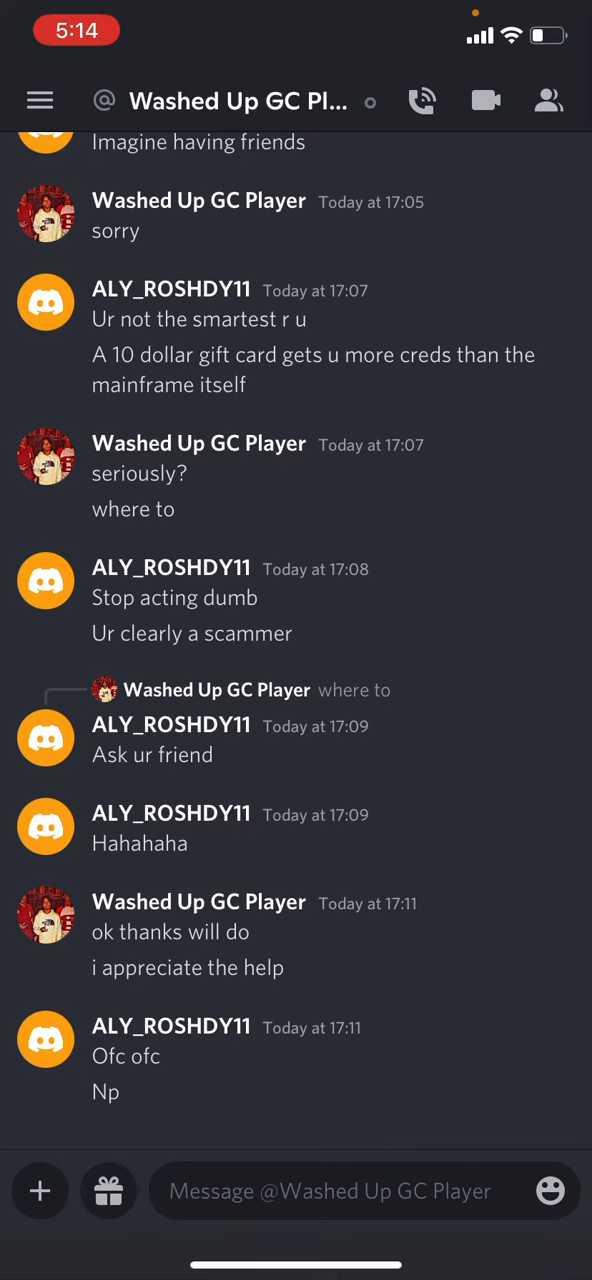 5:14
@ Washed Up GC Pl...
Imagine having friends
Washed Up GC Player Today at 17:05
sorry
ALY_ROSHDY11 Today at 17:07
Ur not the smartest r u
A 10 dollar gift card gets u more creds than the
mainframe itself
Washed Up GC Player Today at 17:07
seriously?
where to
ALY_ROSHDY11 Today at 17:08
Stop acting dumb
Ur clearly a scammer
Washed Up GC Player where to
ALY_ROSHDY11 Today at 17:09
Ask ur friend
ALY_ROSHDY11 Today at 17:09
Hahahaha
Washed Up GC Player Today at 17:11
ok thanks will do
i appreciate the help
ALY_ROSHDY11 Today at 17:11
Ofc ofc
Np
Message @Washed Up GC Player